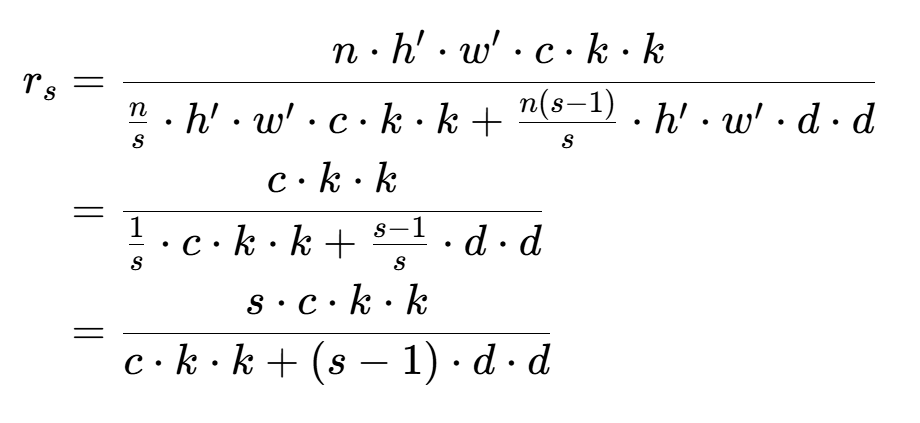 r_s = \frac{n \cdot h' \cdot w' \cdot c \cdot k \cdot k}{\frac{n}{s} \cdot h' \cdot w' \cdot c \cdot k \cdot k + \frac{n(s-1)}{s} \cdot h' \cdot w' \cdot d \cdot d}
= \frac{c \cdot k \cdot k}{\frac{1}{s} \cdot c \cdot k \cdot k + \frac{s-1}{s} \cdot d \cdot d}
= \frac{s \cdot c \cdot k \cdot k}{c \cdot k \cdot k + (s-1) \cdot d \cdot d}